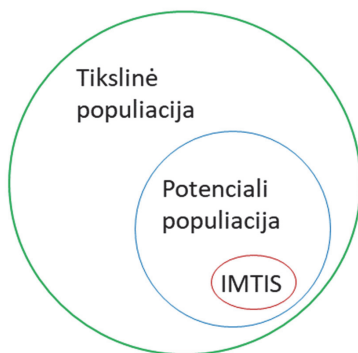 Tikslinė
populiacija
Potenciali
populiacija
IMTIS